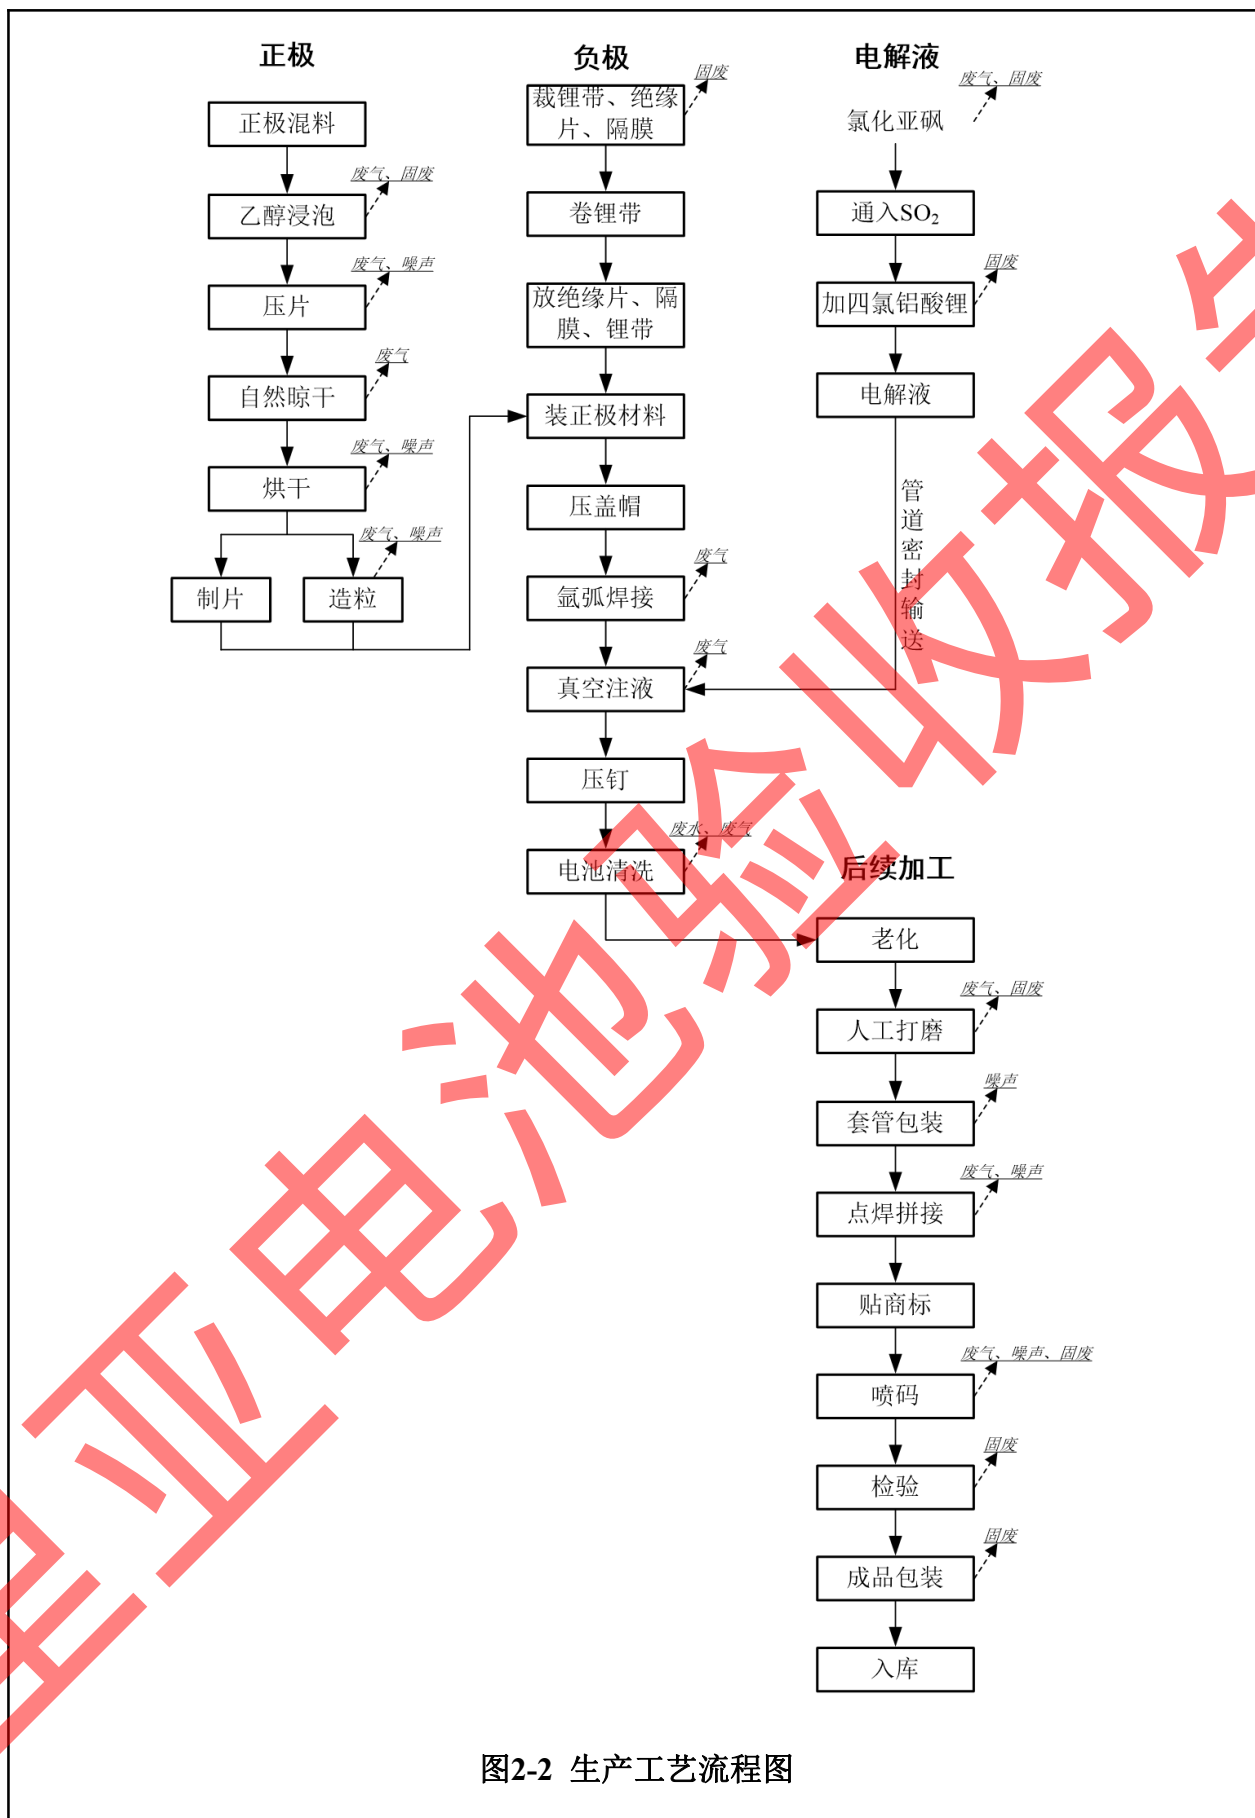 正极
正极混料
乙醇浸泡
废气、固废
压片
废气、噪声
自然晾干
废气
烘干
废气、噪声
制片
造粒
废气、噪声
负极
裁锂带、绝缘
片、隔膜
固废
卷锂带
放绝缘片、隔
膜、锂带
装正极材料
压盖帽
氩弧焊接
废气
真空注液
废气
压钉
电池清洗
废水、废气
电解液
氯化亚砜
废气、固废
通入SO₂
加四氯铝酸锂
固废
电解液
管道密封输送
后续加工
老化
人工打磨
废气、固废
套管包装
噪声
点焊拼接
废气、噪声
贴商标
喷码
废气、噪声、固废
检验
固废
成品包装
固废
入库
亚电池验收报
图2-2 生产工艺流程图